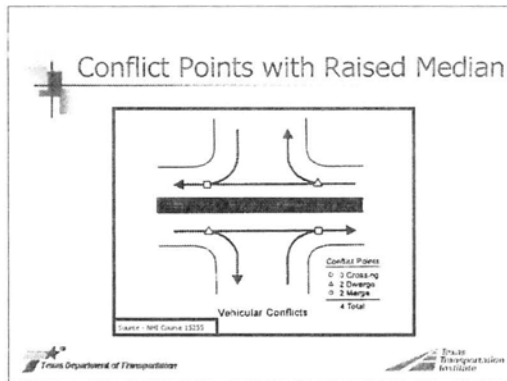 Conflict Points with Raised Median
Conflict Points
0 Crossing
2 Diverge
2 Merge
4 Total
Vehicular Conflicts
Source - NHI Course 15255
Texas Department of Transportation
Texas
Transportation
Institute